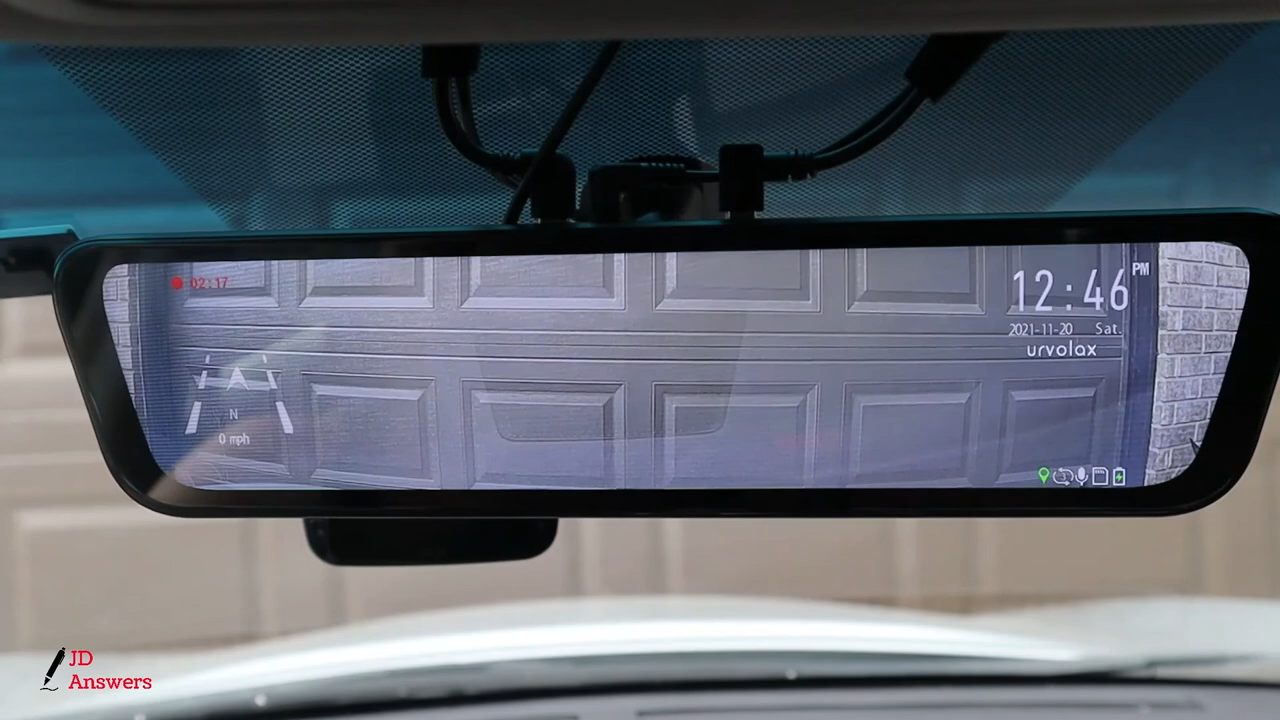 02:17
12:46 PM
2021-11-20 Sat.
urvolax
N
0 mph
JD
Answers